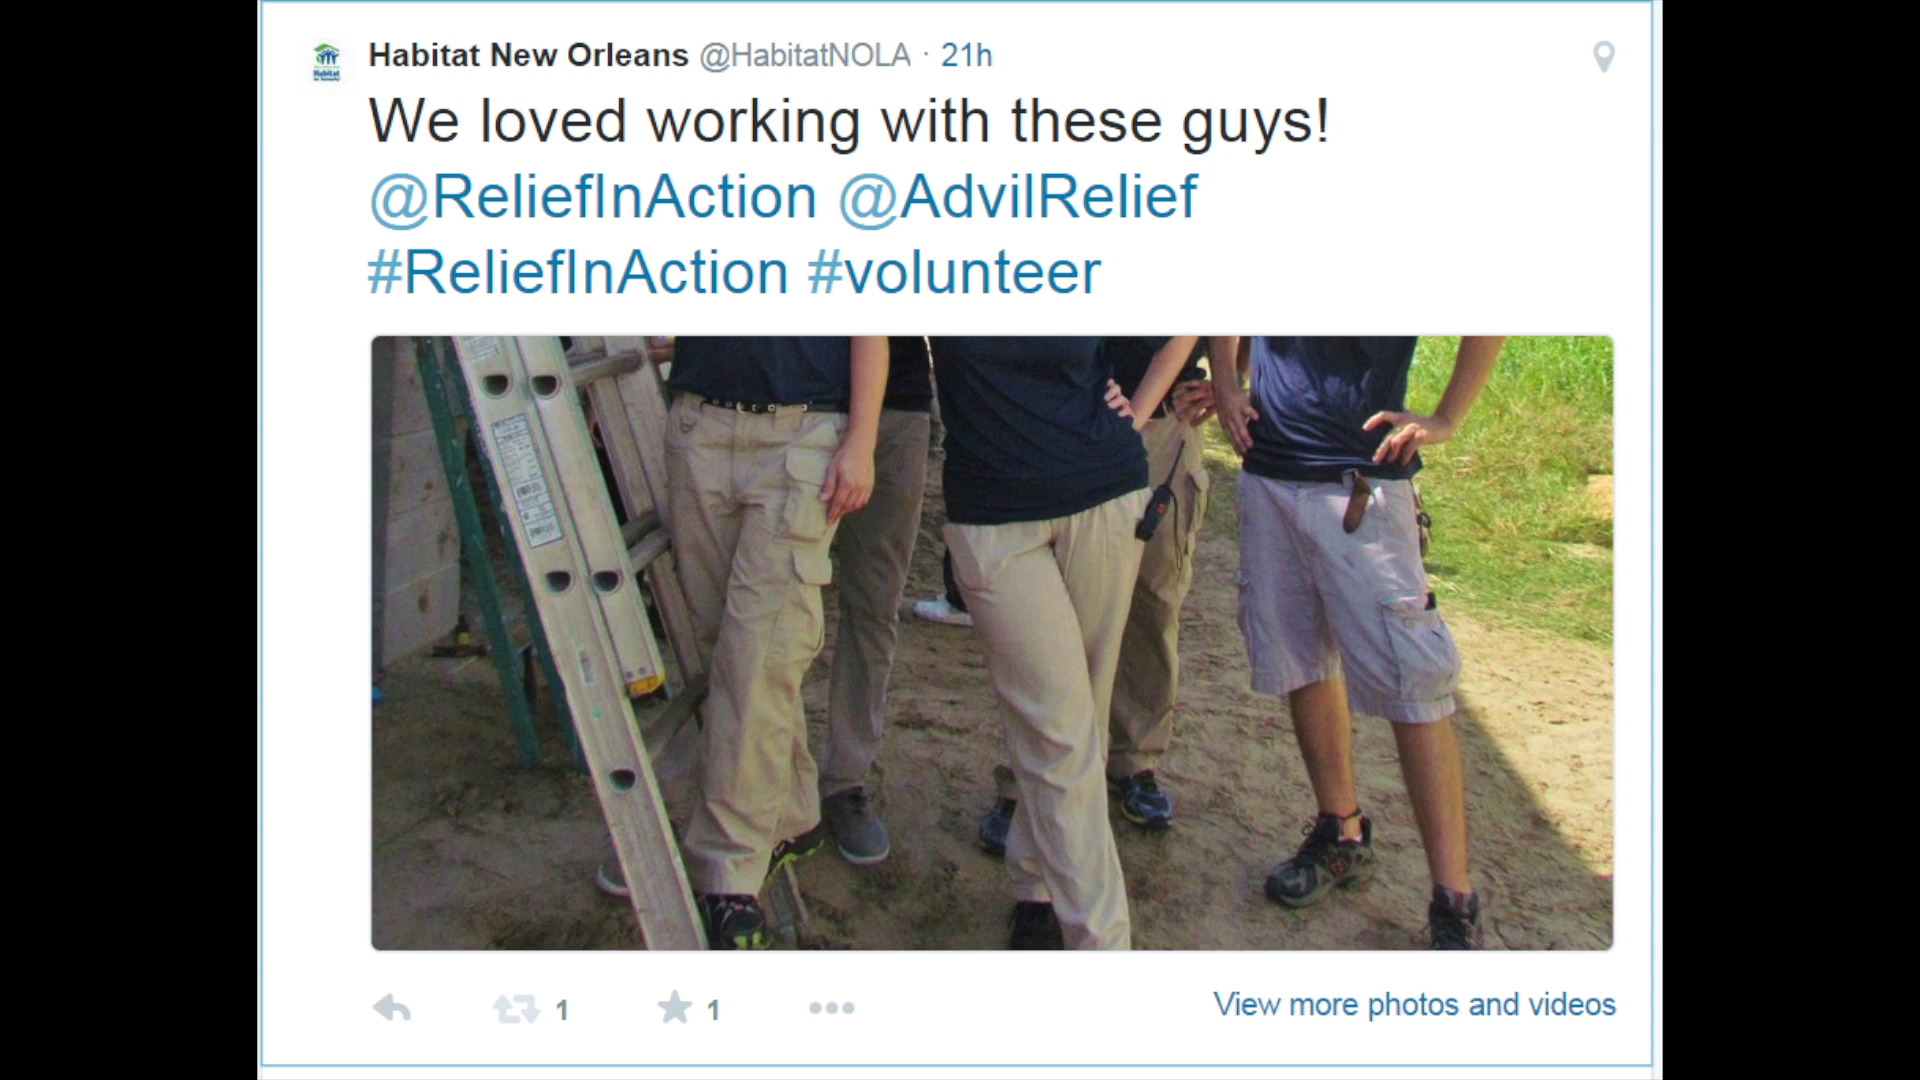 Habitat New Orleans @HabitatNOLA · 21h
We loved working with these guys!
@ReliefInAction @AdvilRelief
#ReliefInAction #volunteer
1 1 View more photos and videos